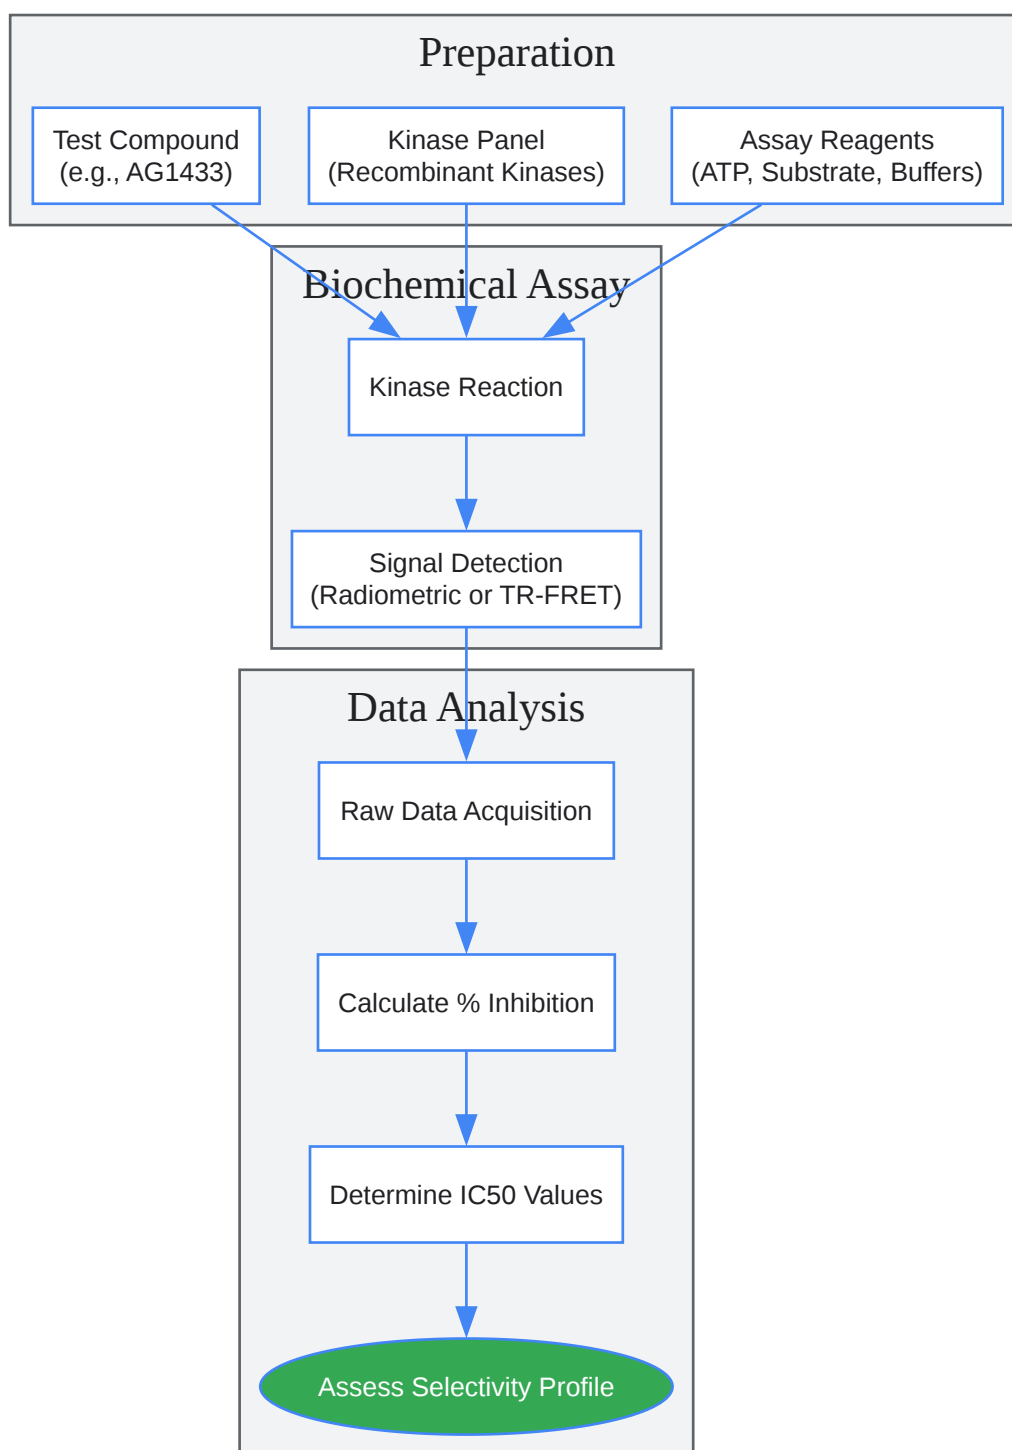 Preparation
Test Compound
(e.g., AG1433)
Kinase Panel
(Recombinant Kinases)
Assay Reagents
(ATP, Substrate, Buffers)
Biochemical Assay
Kinase Reaction
Signal Detection
(Radiometric or TR-FRET)
Data Analysis
Raw Data Acquisition
Calculate % Inhibition
Determine IC50 Values
Assess Selectivity Profile